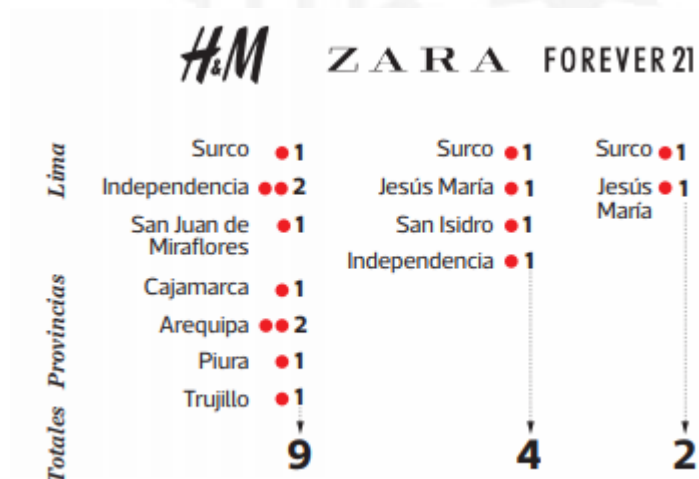 H&M ZARA FOREVER 21
Lima
Surco 1
Independencia 2
San Juan de
Miraflores 1
Provincias
Cajamarca 1
Arequipa 2
Piura 1
Trujillo 1
Totales
9
Surco 1
Jesús María 1
San Isidro 1
Independencia 1
4
Surco 1
Jesús
María 1
2